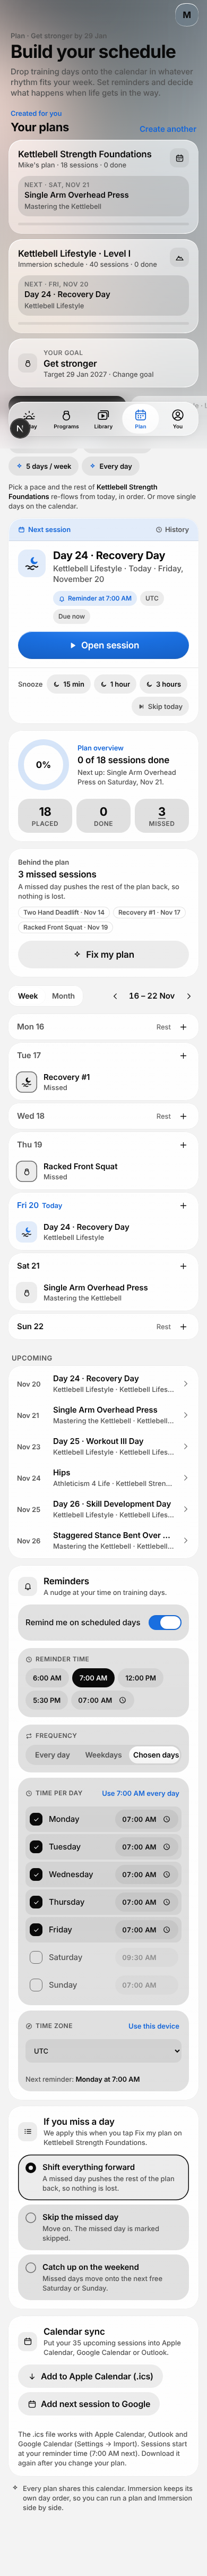 M
Plan · Get stronger by 29 Jan
Build your schedule
Drop training days onto the calendar in whatever
rhythm fits your week. Set reminders and decide
what happens when life gets in the way.
Created for you
Your plans
Create another
Kettlebell Strength Foundations
Mike's plan · 18 sessions · 0 done
NEXT · SAT, NOV 21
Single Arm Overhead Press
Mastering the Kettlebell
Kettlebell Lifestyle · Level I
Immersion schedule · 40 sessions · 0 done
NEXT · FRI, NOV 20
Day 24 · Recovery Day
Kettlebell Lifestyle
YOUR GOAL
Get stronger
Target 29 Jan 2027 · Change goal
N
Programs
Library
Plan
You
5 days / week
Every day
Pick a pace and the rest of Kettlebell Strength
Foundations re-flows from today, in order. Or move single
days on the calendar.
Next session
History
Day 24 · Recovery Day
Kettlebell Lifestyle · Today · Friday,
November 20
Reminder at 7:00 AM
UTC
Due now
Open session
Snooze
15 min
1 hour
3 hours
Skip today
0%
Plan overview
0 of 18 sessions done
Next up: Single Arm Overhead
Press on Saturday, Nov 21.
18
PLACED
0
DONE
3
MISSED
Behind the plan
3 missed sessions
A missed day pushes the rest of the plan back, so
nothing is lost.
Two Hand Deadlift · Nov 14
Recovery #1 · Nov 17
Racked Front Squat · Nov 19
Fix my plan
Week
Month
16 – 22 Nov
Mon 16
Rest
Tue 17
Recovery #1
Missed
Wed 18
Rest
Thu 19
Racked Front Squat
Missed
Fri 20 Today
Day 24 · Recovery Day
Kettlebell Lifestyle
Sat 21
Single Arm Overhead Press
Mastering the Kettlebell
Sun 22
Rest
UPCOMING
Nov 20
Day 24 · Recovery Day
Kettlebell Lifestyle · Kettlebell Lifes...
Nov 21
Single Arm Overhead Press
Mastering the Kettlebell · Kettlebell...
Nov 23
Day 25 · Workout III Day
Kettlebell Lifestyle · Kettlebell Lifes...
Nov 24
Hips
Athleticism 4 Life · Kettlebell Stren...
Nov 25
Day 26 · Skill Development Day
Kettlebell Lifestyle · Kettlebell Lifes...
Nov 26
Staggered Stance Bent Over ...
Mastering the Kettlebell · Kettlebell...
Reminders
A nudge at your time on training days.
Remind me on scheduled days
REMINDER TIME
6:00 AM
7:00 AM
12:00 PM
5:30 PM
07:00 AM
FREQUENCY
Every day
Weekdays
Chosen days
TIME PER DAY
Use 7:00 AM every day
Monday
07:00 AM
Tuesday
07:00 AM
Wednesday
07:00 AM
Thursday
07:00 AM
Friday
07:00 AM
Saturday
09:30 AM
Sunday
07:00 AM
TIME ZONE
Use this device
UTC
Next reminder: Monday at 7:00 AM
If you miss a day
We apply this when you tap Fix my plan on
Kettlebell Strength Foundations.
Shift everything forward
A missed day pushes the rest of the plan
back, so nothing is lost.
Skip the missed day
Move on. The missed day is marked
skipped.
Catch up on the weekend
Missed days move onto the next free
Saturday or Sunday.
Calendar sync
Put your 35 upcoming sessions into Apple
Calendar, Google Calendar or Outlook.
Add to Apple Calendar (.ics)
Add next session to Google
The .ics file works with Apple Calendar, Outlook and
Google Calendar (Settings → Import). Sessions start
at your reminder time (7:00 AM next). Download it
again after you change your plan.
Every plan shares this calendar. Immersion keeps its
own day order, so you can run a plan and Immersion
side by side.